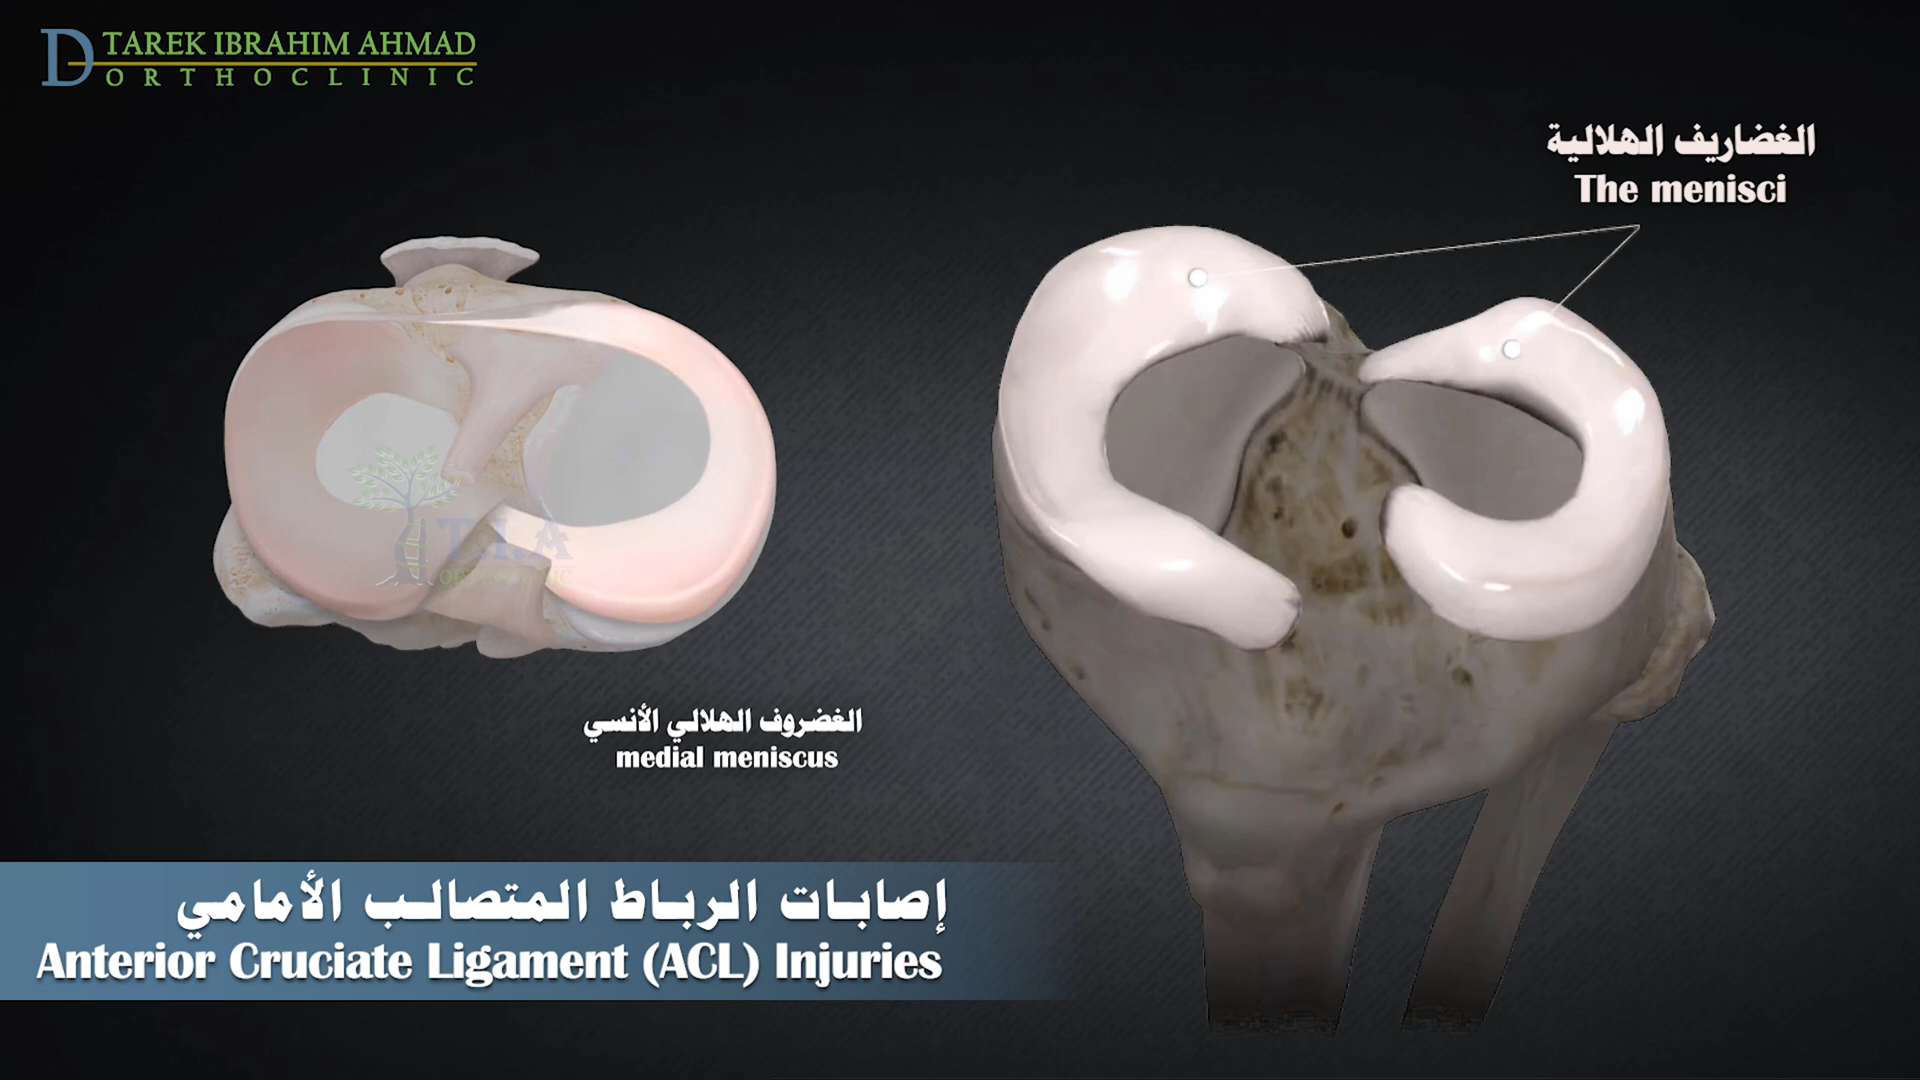 D TAREK IBRAHIM AHMAD
ORTHOCLINIC
الغضاريف الهلالية
The menisci
T.I.A
ORTHOCLINIC
الغضروف الهلالي الأنسي
medial meniscus
إصابات الرباط المتصالب الأمامي
Anterior Cruciate Ligament (ACL) Injuries